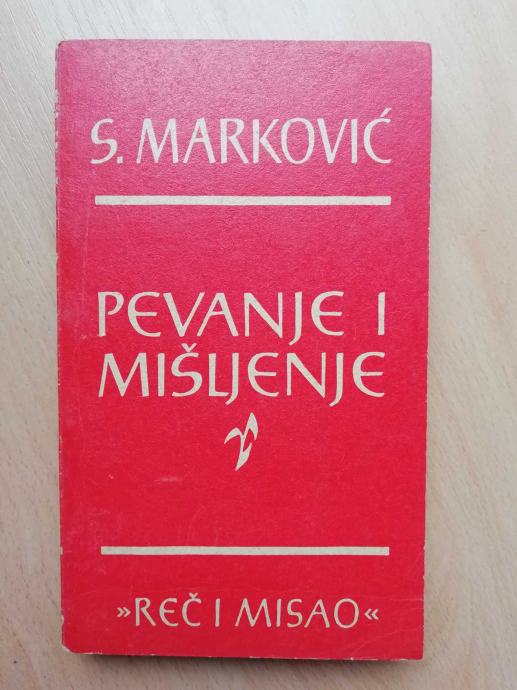 S. MARKOVIĆ
PEVANJE I
MIŠLJENJE
»REČ I MISAO«